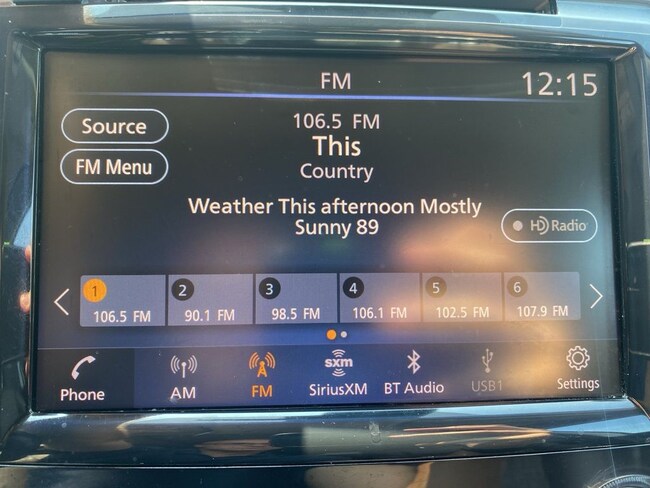 FM
12:15
Source
FM Menu
106.5 FM
This
Country
Weather This afternoon Mostly
Sunny 89
HD Radio
1
106.5 FM
2
90.1 FM
3
98.5 FM
4
106.1 FM
5
102.5 FM
6
107.9 FM
Phone
AM
FM
sxm
SiriusXM
BT Audio
USB1
Settings